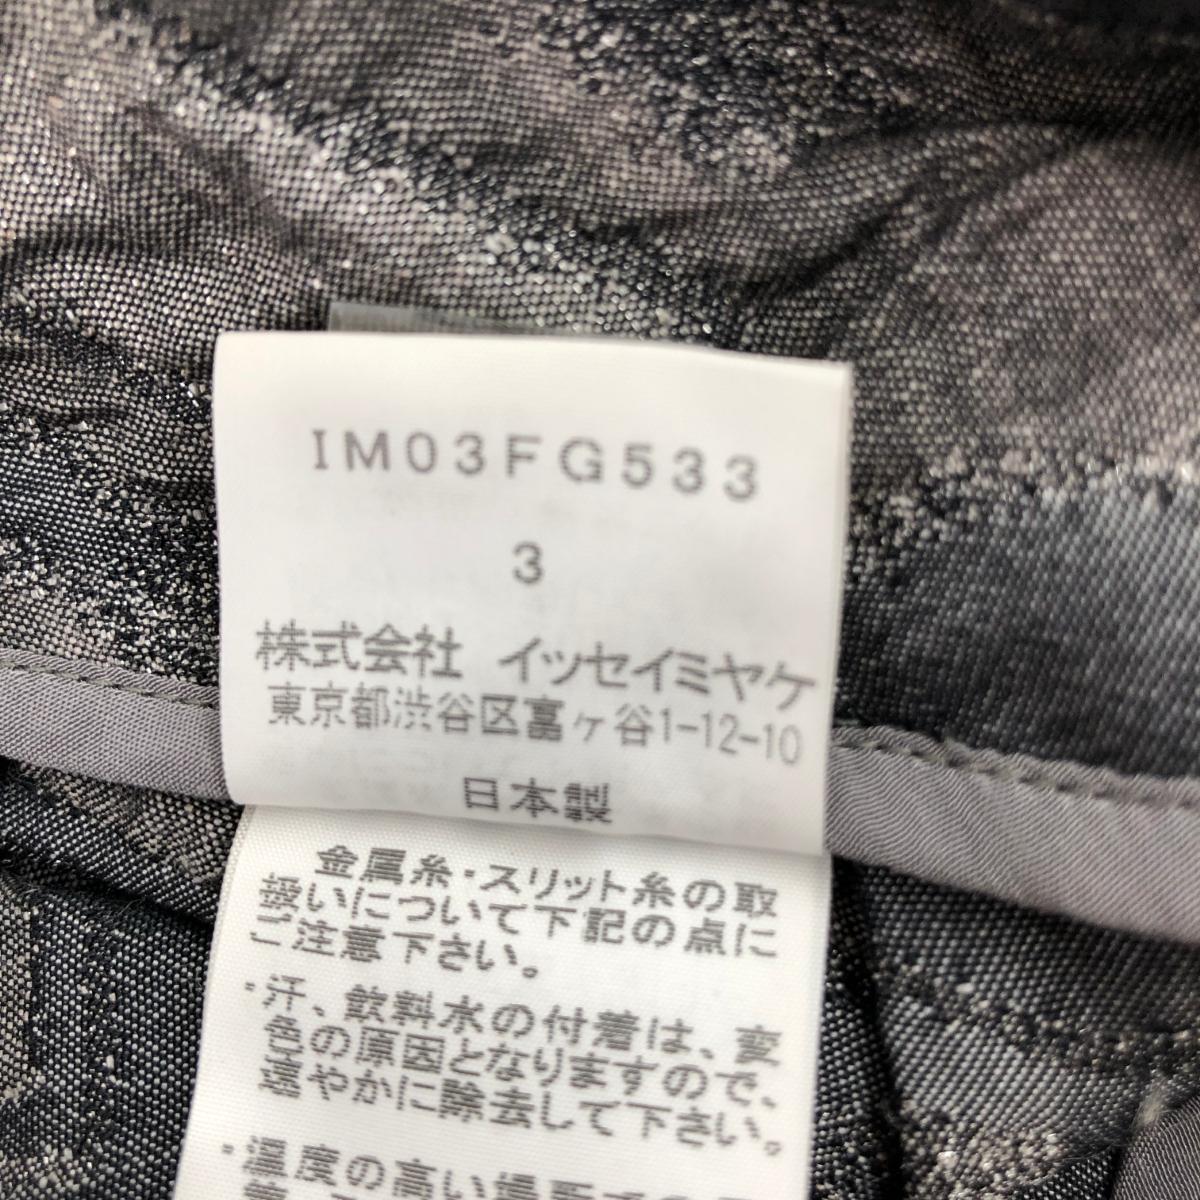 IM03FG533
3
株式会社 イッセイミヤケ
東京都渋谷区富ヶ谷1-12-10
日本製
金属糸・スリット糸の取
扱いについて下記の点に
ご注意下さい。
・汗、飲料水の付着は、変
色の原因となりますので、
穏やかに除去して下さい。
・温度の高い場所での